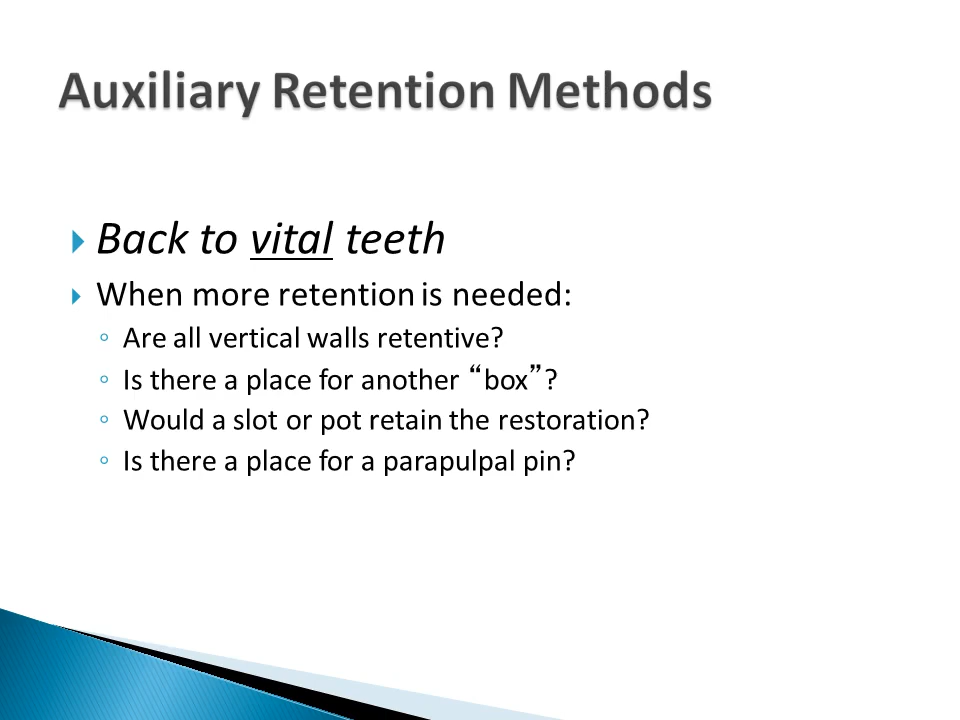 Auxiliary Retention Methods
Back to vital teeth
When more retention is needed:
Are all vertical walls retentive?
Is there a place for another “box”?
Would a slot or pot retain the restoration?
Is there a place for a parapulpal pin?